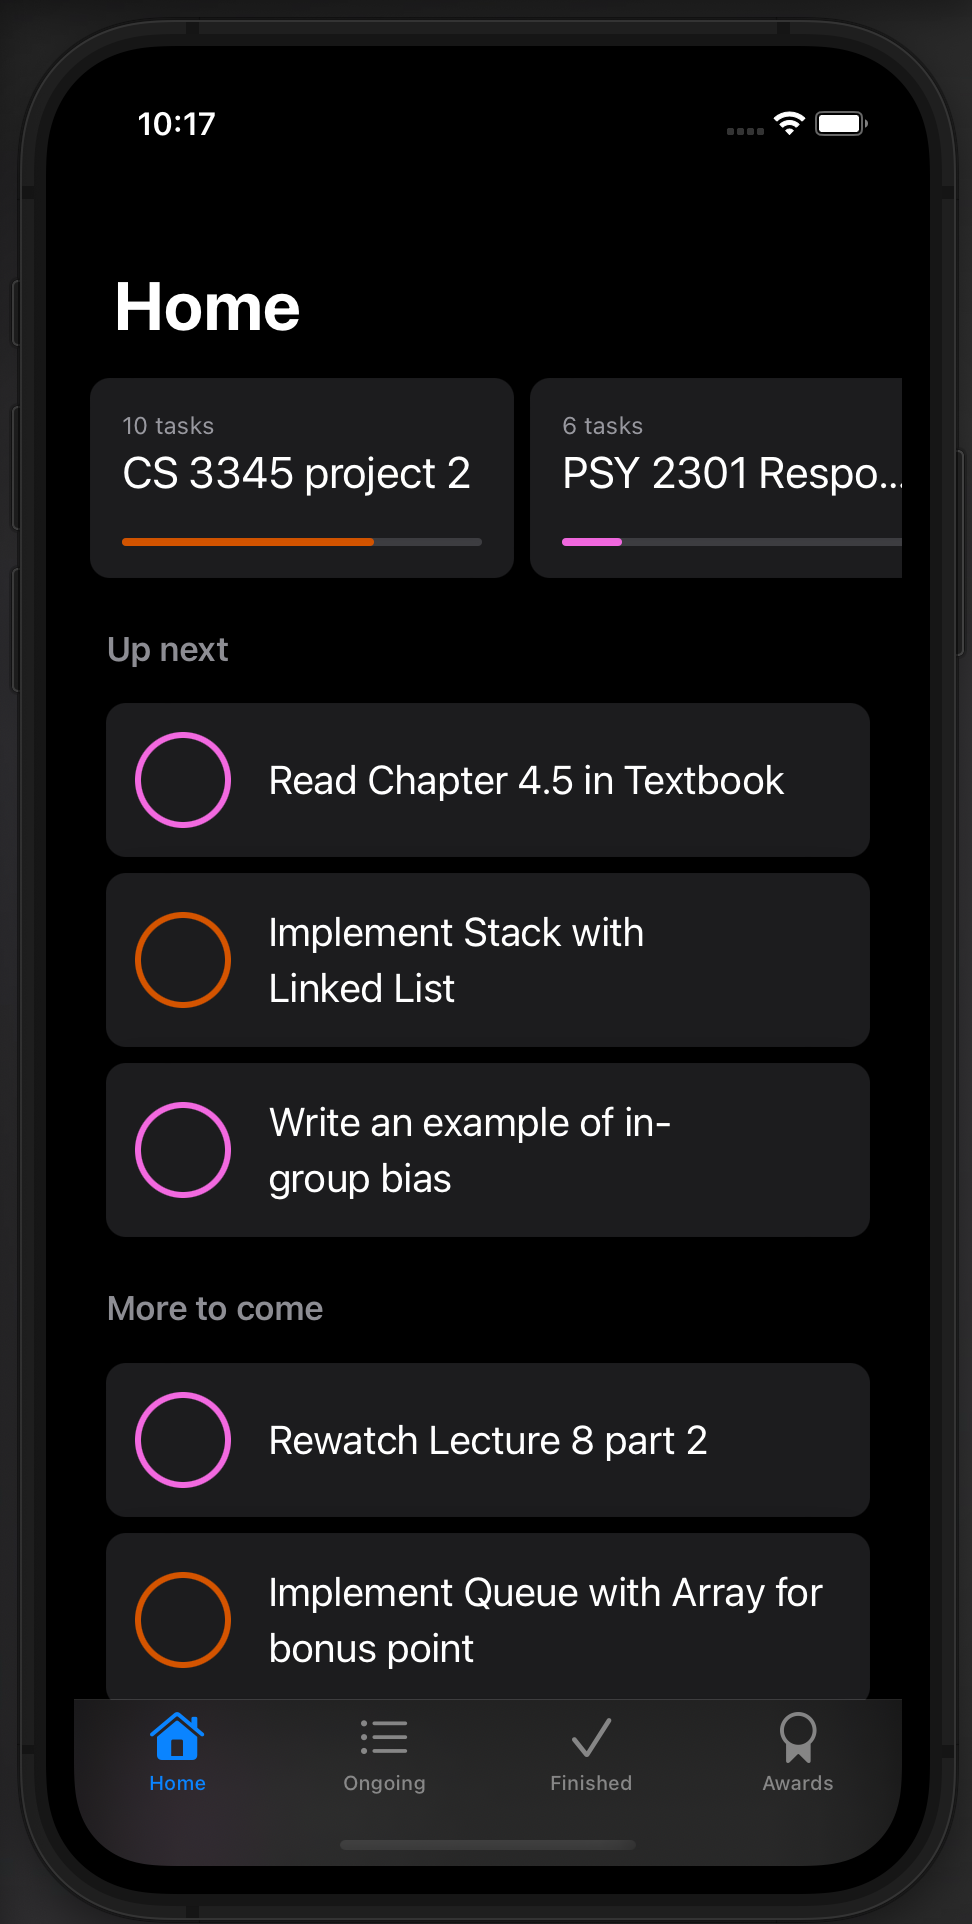 10:17
Home
10 tasks
CS 3345 project 2
6 tasks
PSY 2301 Respo...
Up next
Read Chapter 4.5 in Textbook
Implement Stack with
Linked List
Write an example of in-
group bias
More to come
Rewatch Lecture 8 part 2
Implement Queue with Array for
bonus point
Home
Ongoing
Finished
Awards